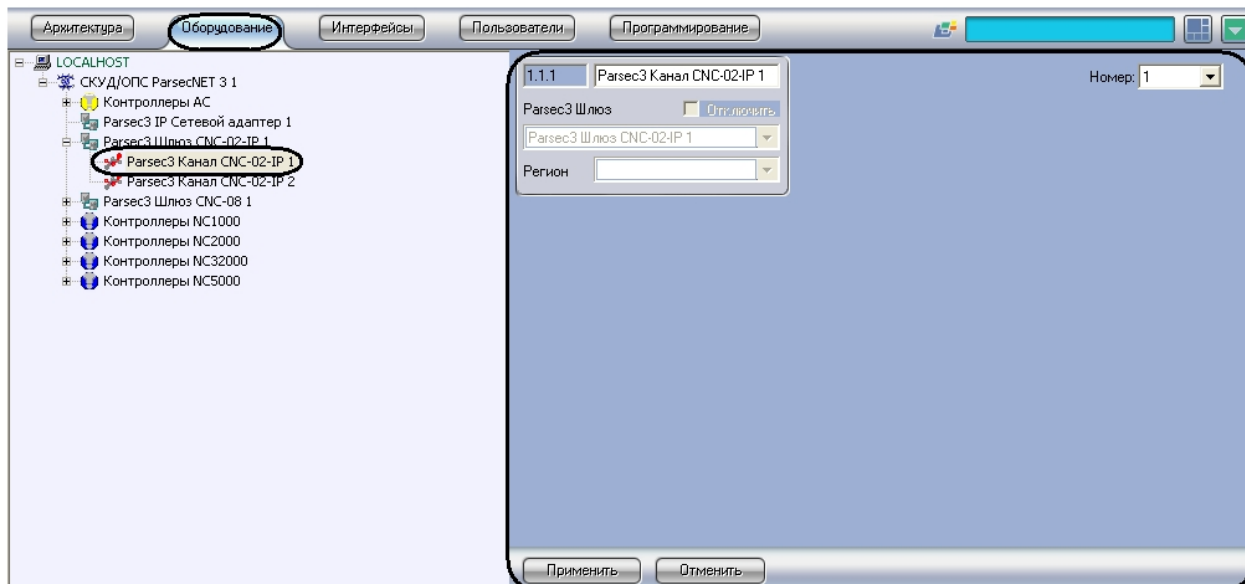 Архитектура Оборудование Интерфейсы Пользователи Программирование
LOCALHOST
СКУД/ОПС ParsecNET 3 1
Контроллеры AC
Parsec3 IP Сетевой адаптер 1
Parsec3 Шлюз CNC-02-IP 1
Parsec3 Канал CNC-02-IP 1
Parsec3 Канал CNC-02-IP 2
Parsec3 Шлюз CNC-08 1
Контроллеры NC1000
Контроллеры NC2000
Контроллеры NC32000
Контроллеры NC5000
1.1.1 Parsec3 Канал CNC-02-IP 1 Номер: 1
Parsec3 Шлюз Отключить
Parsec3 Шлюз CNC-02-IP 1
Регион
Применить Отменить